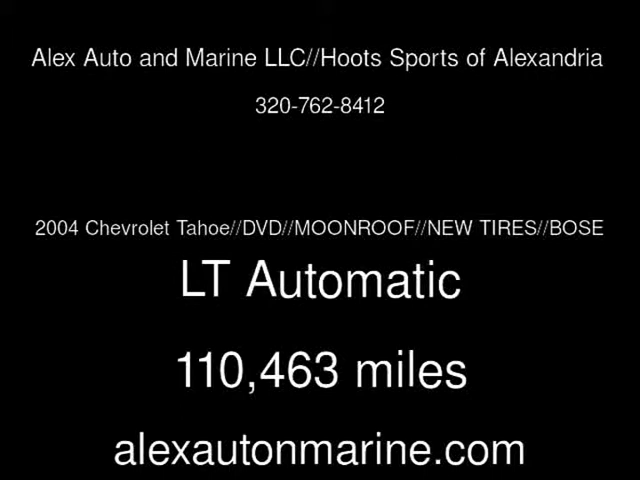 Alex Auto and Marine LLC//Hoots Sports of Alexandria
320-762-8412
2004 Chevrolet Tahoe//DVD//MOONROOF//NEW TIRES//BOSE
LT Automatic
110,463 miles
alexautonmarine.com